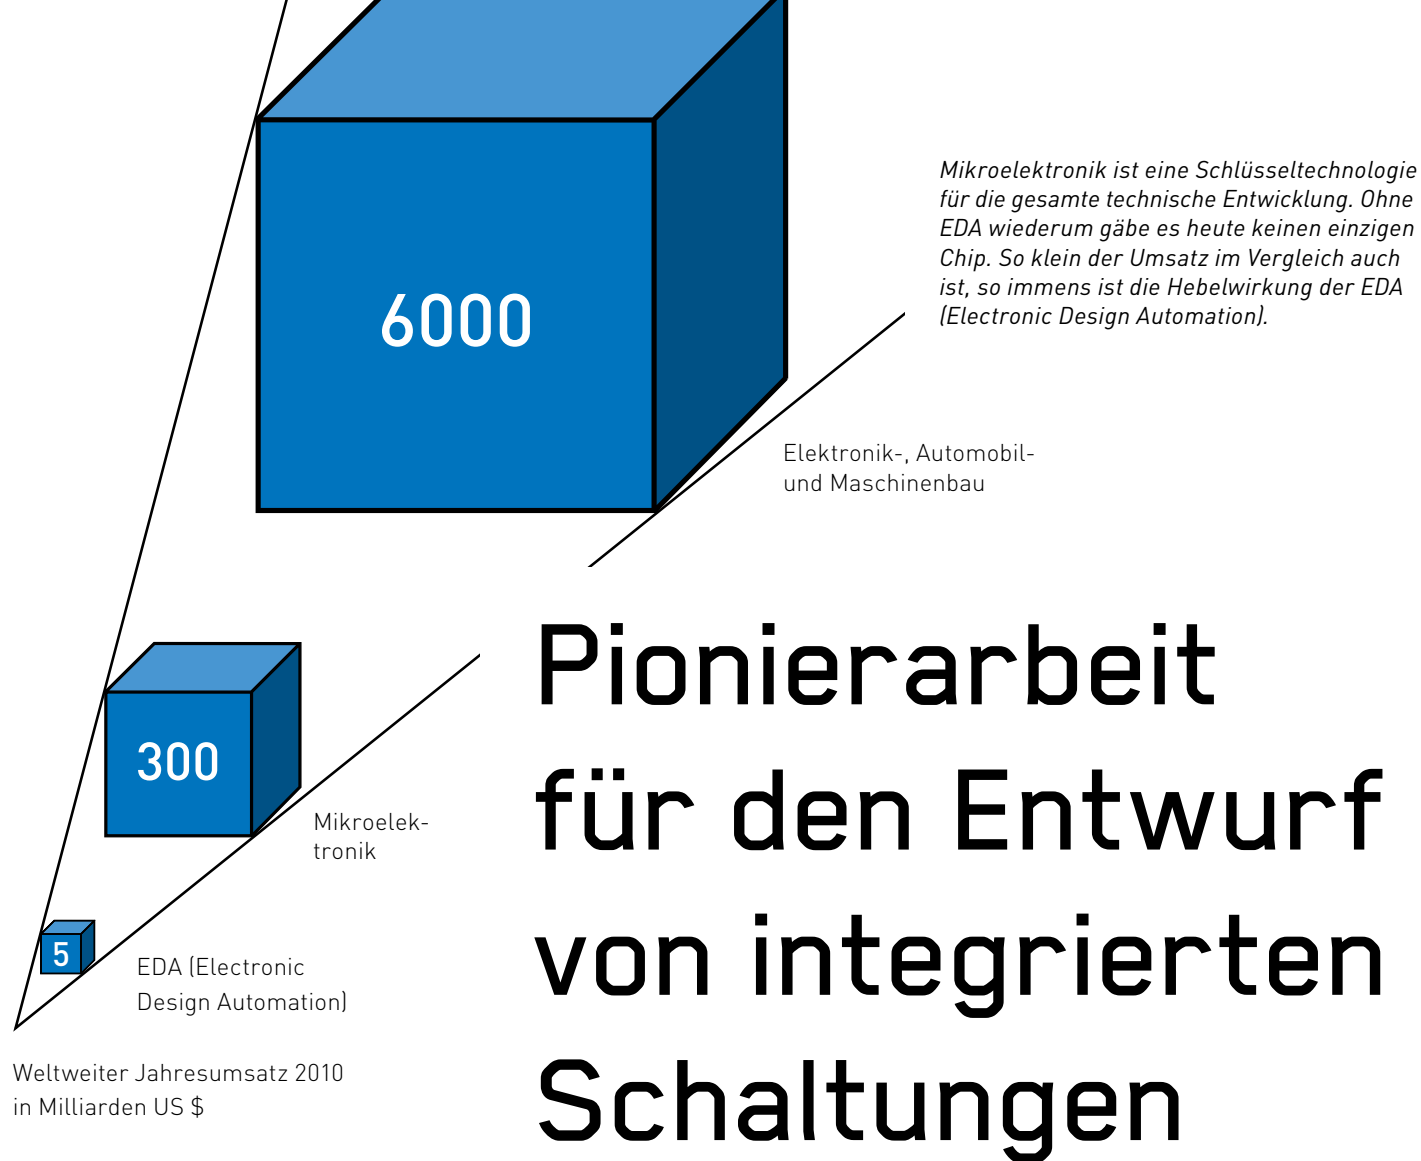 Mikroelektronik ist eine Schlüsseltechnologie
für die gesamte technische Entwicklung. Ohne
EDA wiederum gäbe es heute keinen einzigen
Chip. So klein der Umsatz im Vergleich auch
ist, so immens ist die Hebelwirkung der EDA
(Electronic Design Automation).
6000
Elektronik-, Automobil-
und Maschinenbau
300
Mikroelek-
tronik
5
EDA (Electronic
Design Automation)
Weltweiter Jahresumsatz 2010
in Milliarden US $
Pionierarbeit
für den Entwurf
von integrierten
Schaltungen